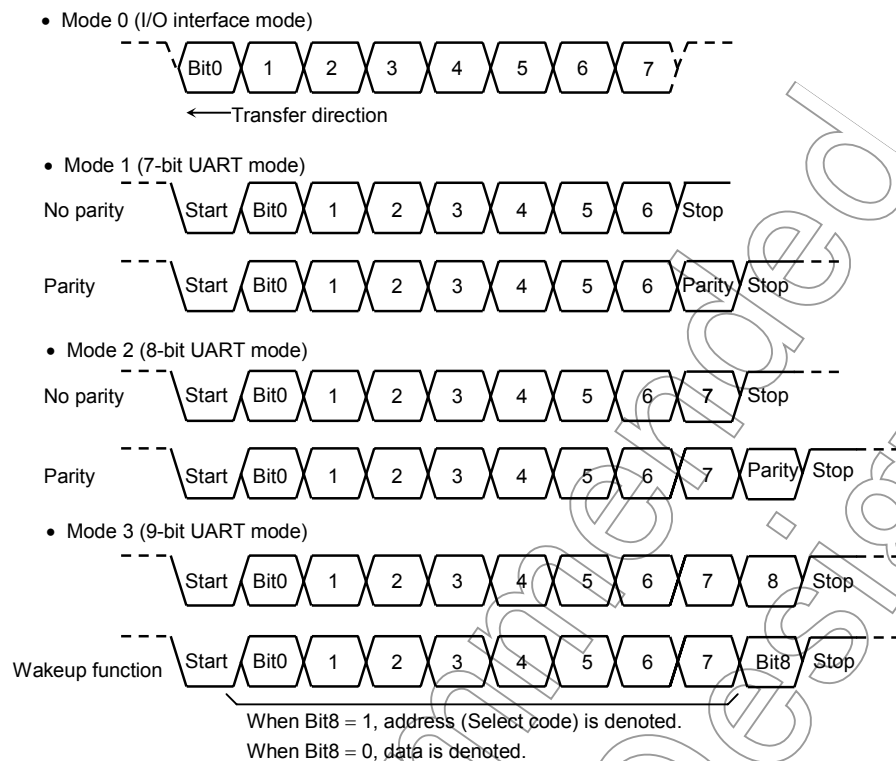 • Mode 0 (I/O interface mode)
Bit0 1 2 3 4 5 6 7
Transfer direction
• Mode 1 (7-bit UART mode)
No parity Start Bit0 1 2 3 4 5 6 Stop
Parity Start Bit0 1 2 3 4 5 6 Parity Stop
• Mode 2 (8-bit UART mode)
No parity Start Bit0 1 2 3 4 5 6 7 Stop
Parity Start Bit0 1 2 3 4 5 6 7 Parity Stop
• Mode 3 (9-bit UART mode)
Start Bit0 1 2 3 4 5 6 7 8 Stop
Wakeup function Start Bit0 1 2 3 4 5 6 7 Bit8 Stop
When Bit8 = 1, address (Select code) is denoted.
When Bit8 = 0, data is denoted.